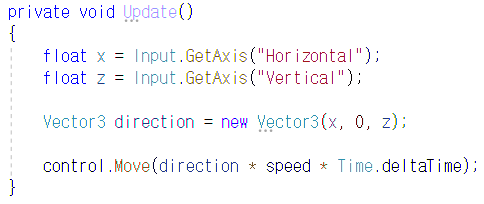 private void Update()
{
float x = Input.GetAxis("Horizontal");
float z = Input.GetAxis("Vertical");
Vector3 direction = new Vector3(x, 0, z);
control.Move(direction * speed * Time.deltaTime);
}